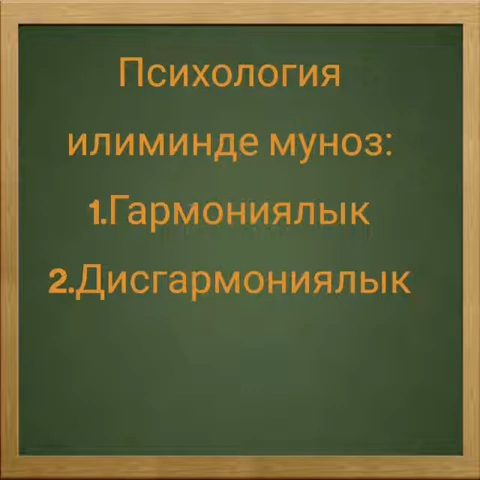 Психология
илиминде муноз:
1.Гармониялык
2.Дисгармониялык